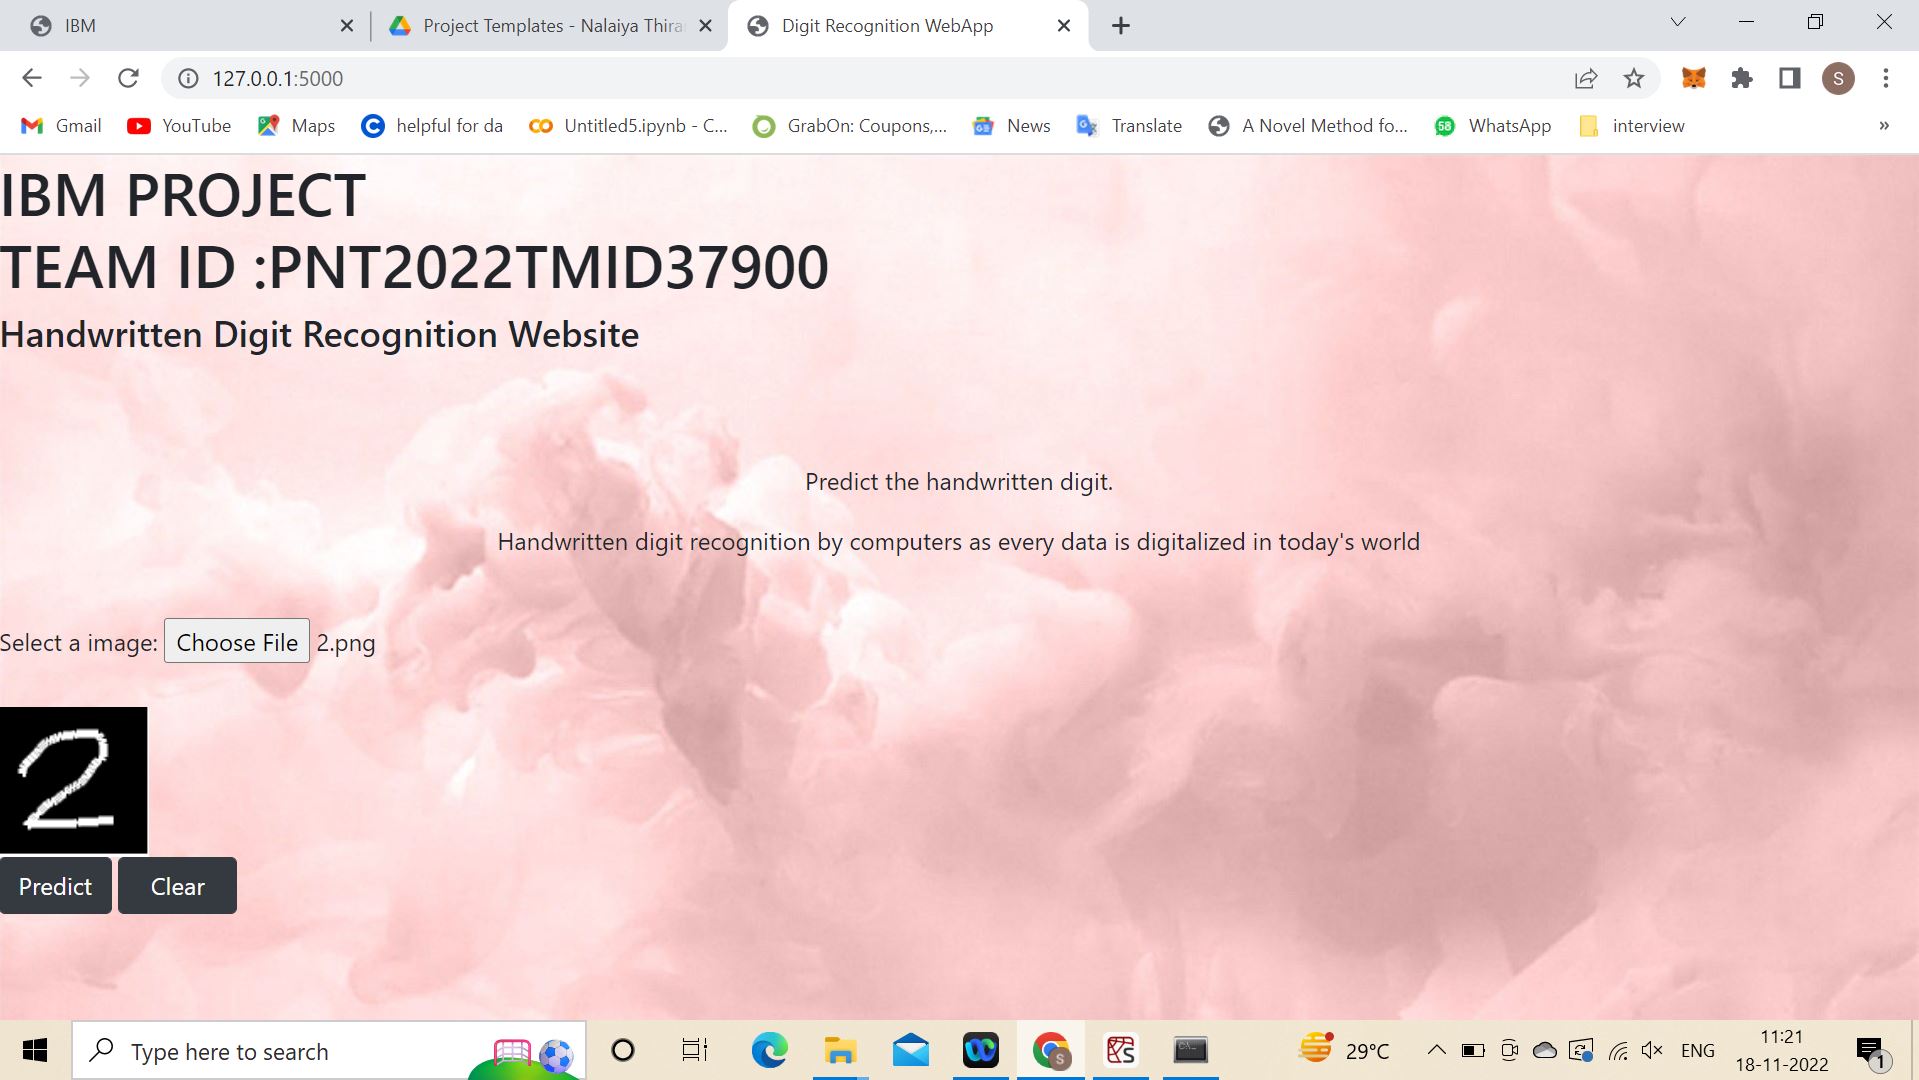 IBM
Project Templates - Nalaiya Thira
Digit Recognition WebApp
127.0.0.1:5000
S
Gmail
YouTube
Maps
helpful for da
Untitled5.ipynb - C...
GrabOn: Coupons,...
News
Translate
A Novel Method fo...
58
WhatsApp
interview
»
IBM PROJECT
TEAM ID :PNT2022TMID37900
Handwritten Digit Recognition Website
Predict the handwritten digit.
Handwritten digit recognition by computers as every data is digitalized in today's world
Select a image: Choose File 2.png
2
Predict Clear
Type here to search
S
29°C
ENG
11:21
18-11-2022
1